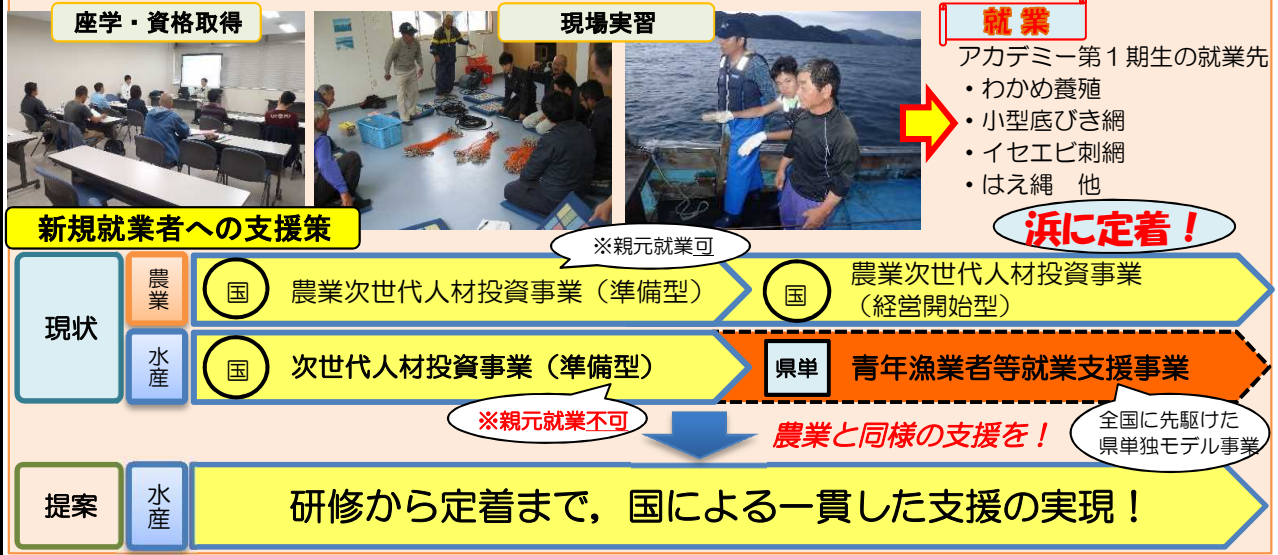 座学・資格取得
現場実習
就業
アカデミー第1期生の就業先
・わかめ養殖
・小型底びき網
・イセエビ刺網
・はえ縄　他
浜に定着！
新規就業者への支援策
※親元就業可
現状
農業
国
農業次世代人材投資事業（準備型）
国
農業次世代人材投資事業
（経営開始型）
水産
国
次世代人材投資事業（準備型）
県単
青年漁業者等就業支援事業
※親元就業不可
農業と同様の支援を！
全国に先駆けた
県単独モデル事業
提案
水産
研修から定着まで，国による一貫した支援の実現！